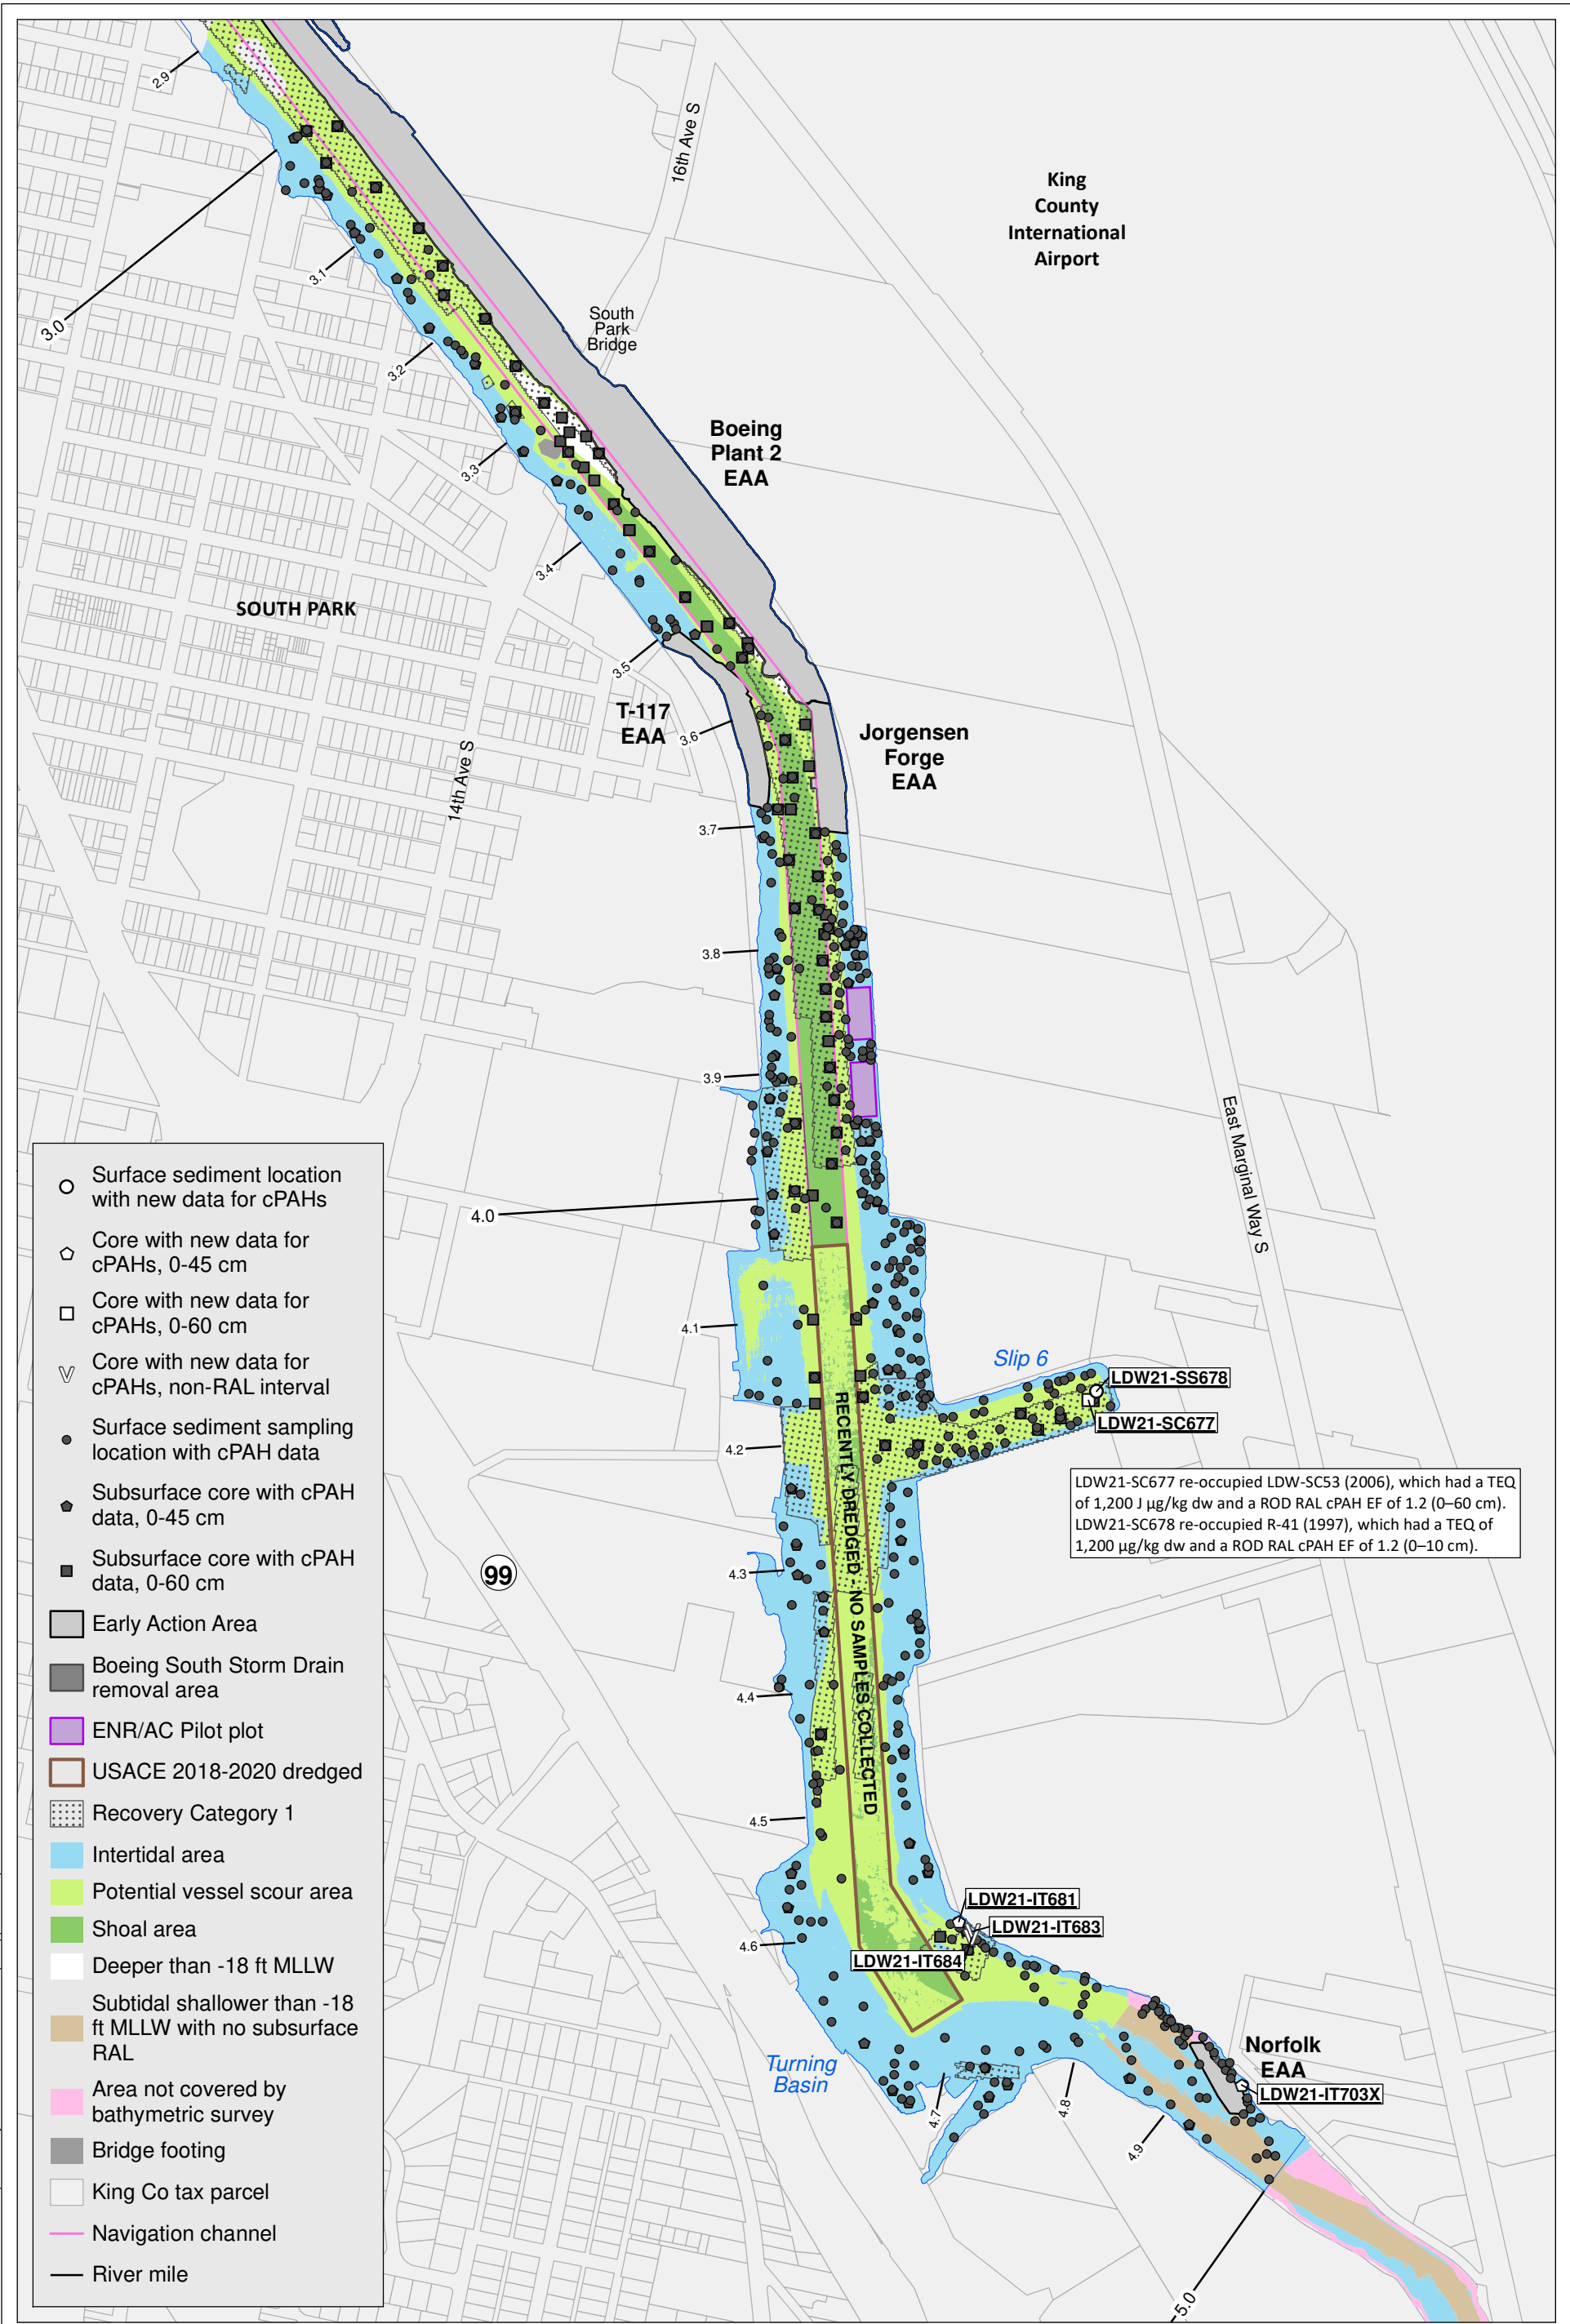 2.9
16th Ave S
King
County
International
Airport
3.0
3.1
South
Park
Bridge
3.2
Boeing
Plant 2
EAA
3.3
3.4
SOUTH PARK
3.5
T-117
EAA
3.6
Jorgensen
Forge
EAA
14th Ave S
3.7
3.8
3.9
East Marginal Way S
4.0
4.1
Slip 6
LDW21-SS678
LDW21-SC677
4.2
RECENTLY DREDGED - NO SAMPLES COLLECTED
LDW21-SC677 re-occupied LDW-SC53 (2006), which had a TEQ
of 1,200 J µg/kg dw and a ROD RAL cPAH EF of 1.2 (0–60 cm).
LDW21-SC678 re-occupied R-41 (1997), which had a TEQ of
1,200 µg/kg dw and a ROD RAL cPAH EF of 1.2 (0–10 cm).
99
4.3
4.4
4.5
LDW21-IT681
LDW21-IT683
LDW21-IT684
4.6
Turning
Basin
4.7
4.8
4.9
Norfolk
EAA
LDW21-IT703X
5.0
Surface sediment location
with new data for cPAHs
Core with new data for
cPAHs, 0-45 cm
Core with new data for
cPAHs, 0-60 cm
Core with new data for
cPAHs, non-RAL interval
Surface sediment sampling
location with cPAH data
Subsurface core with cPAH
data, 0-45 cm
Subsurface core with cPAH
data, 0-60 cm
Early Action Area
Boeing South Storm Drain
removal area
ENR/AC Pilot plot
USACE 2018-2020 dredged
Recovery Category 1
Intertidal area
Potential vessel scour area
Shoal area
Deeper than -18 ft MLLW
Subtidal shallower than -18
ft MLLW with no subsurface
RAL
Area not covered by
bathymetric survey
Bridge footing
King Co tax parcel
Navigation channel
River mile